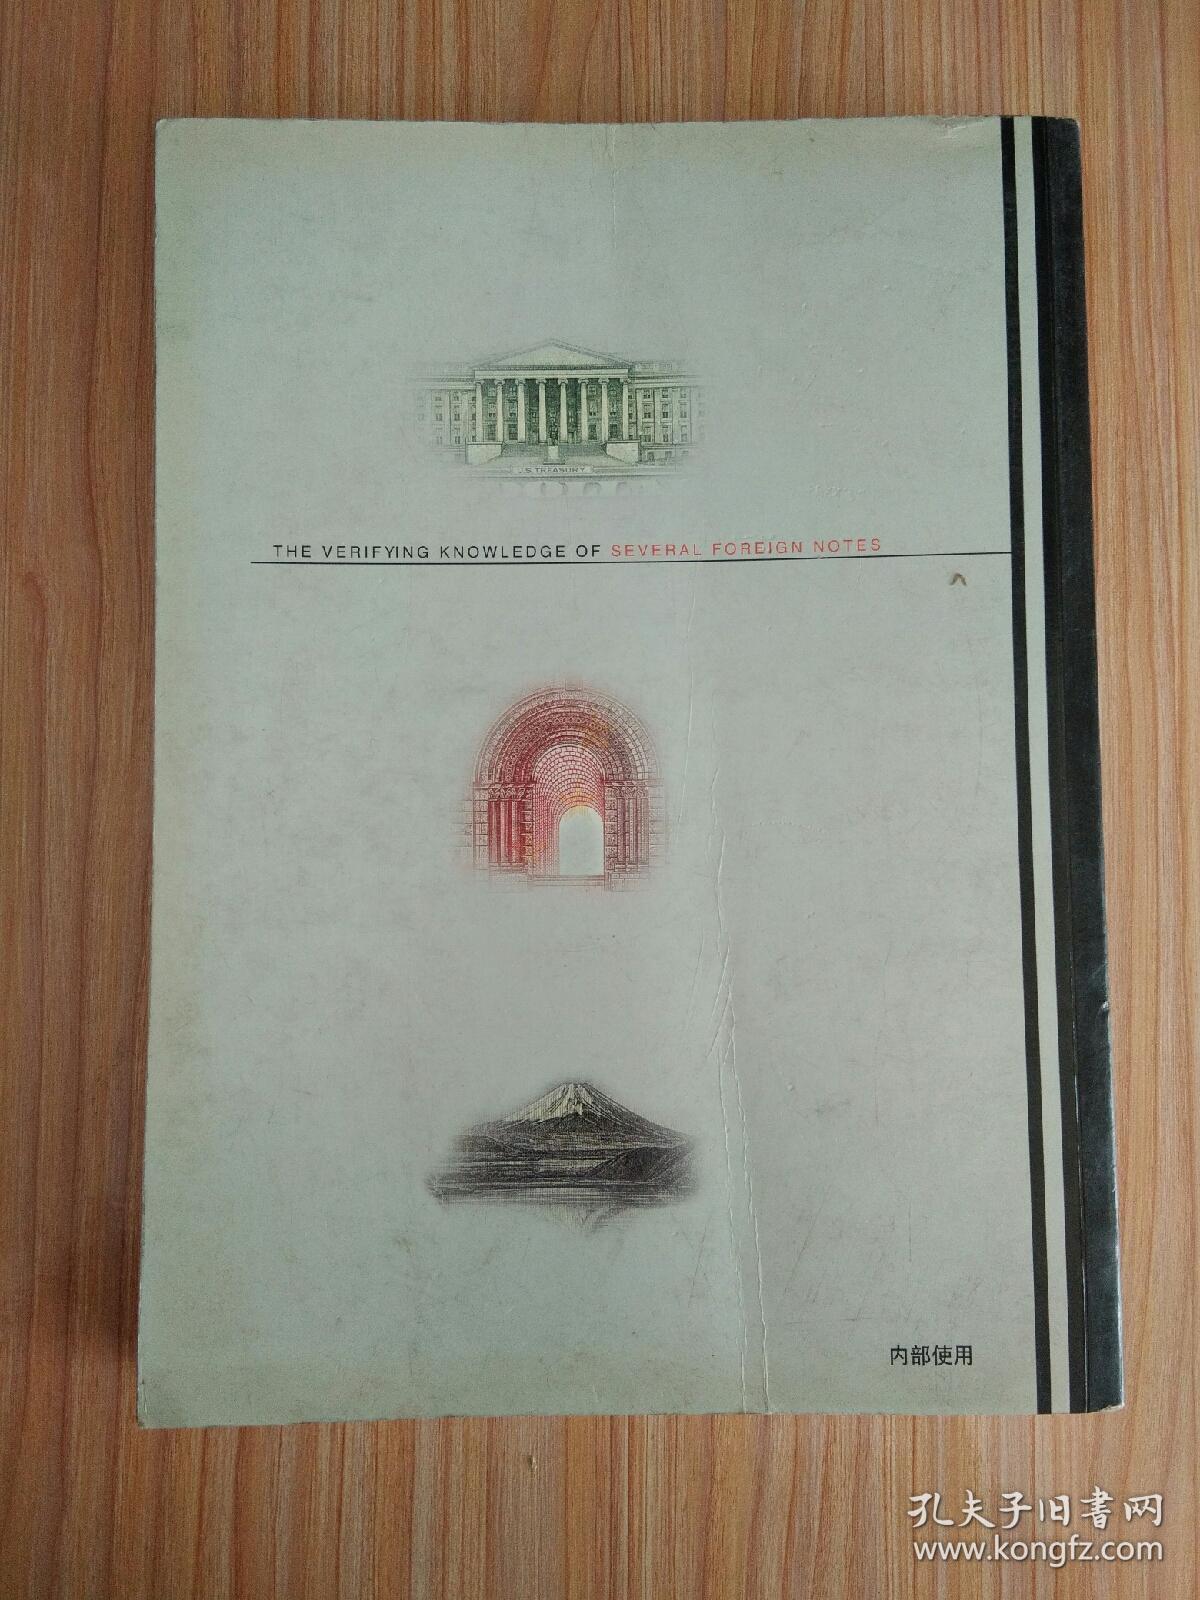 U.S. TREASURY
THE VERIFYING KNOWLEDGE OF SEVERAL FOREIGN NOTES
内部使用
孔夫子旧书网
www.kongfz.com